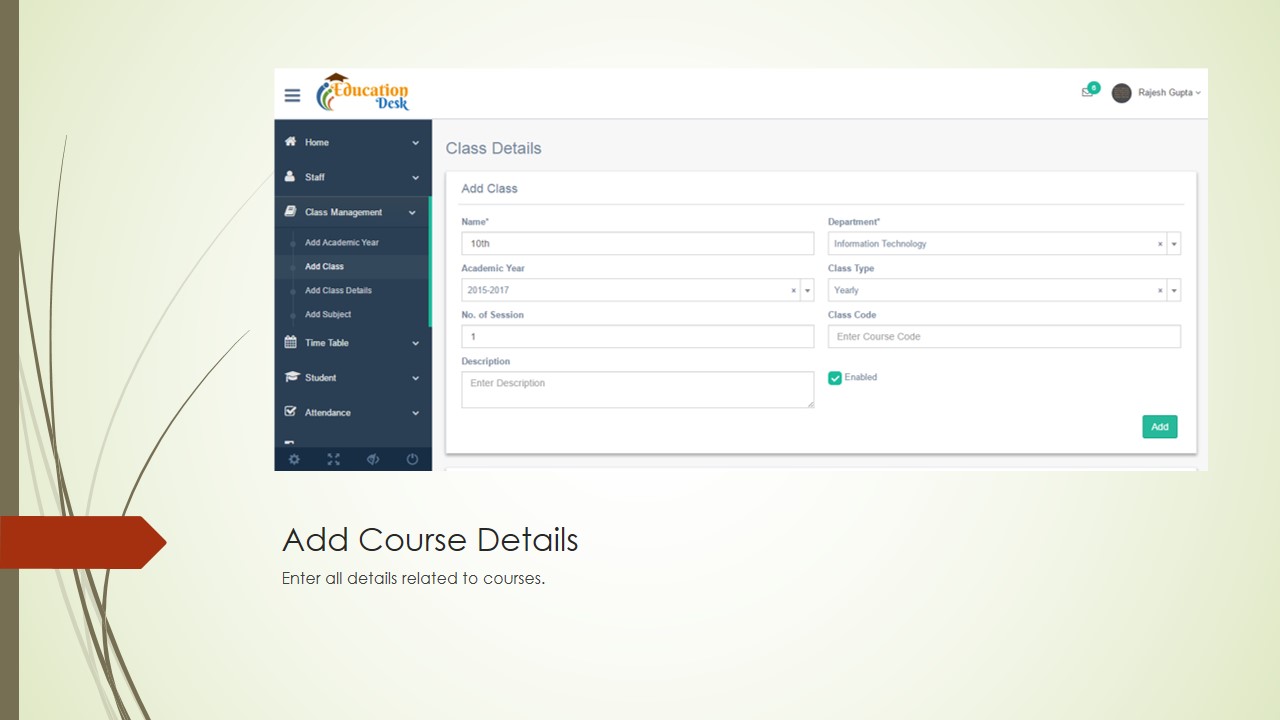 Education
Desk
6
Rajesh Gupta
Home
Staff
Class Management
Add Academic Year
Add Class
Add Class Details
Add Subject
Time Table
Student
Attendance
Class Details
Add Class
Name* Department*
10th Information Technology
Academic Year Class Type
2015-2017 Yearly
No. of Session Class Code
1 Enter Course Code
Description
Enter Description Enabled
Add
Add Course Details
Enter all details related to courses.